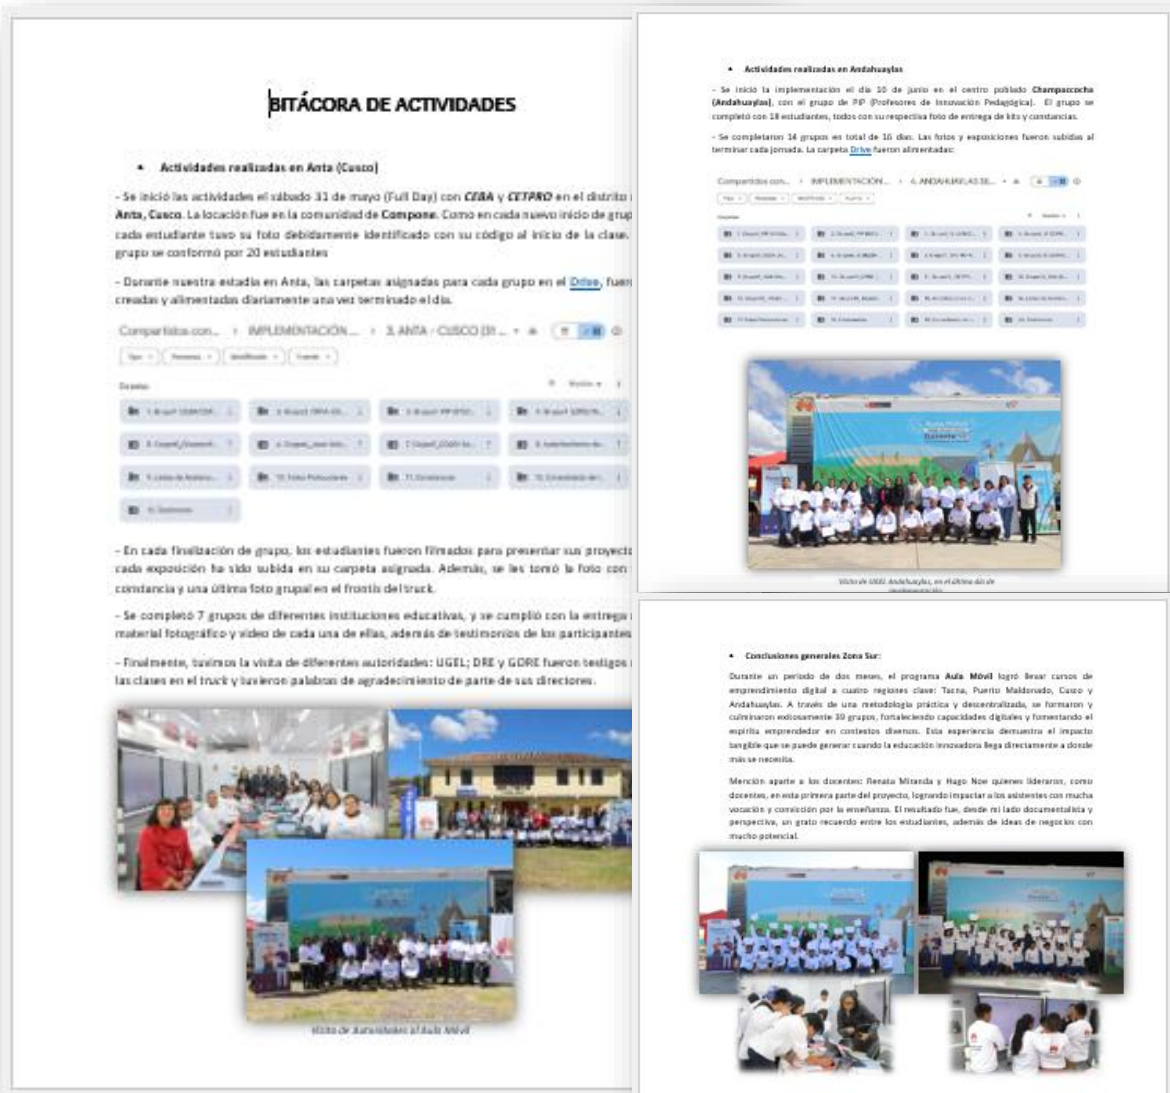 BITÁCORA DE ACTIVIDADES
• Actividades realizadas en Anta (Cusco)
- Se inició las actividades el sábado 31 de mayo (Full Day) con CEBA y CETPRO en el distrito
Anta, Cusco. La locación fue en la comunidad de Compone. Como en cada nuevo inicio de grup
cada estudiante tuvo su foto debidamente identificado con su código al inicio de la clase.
grupo se conformó por 20 estudiantes
- Durante nuestra estadía en Anta, las carpetas asignadas para cada grupo en el Drive, fuer
creadas y alimentadas diariamente una vez terminado el día.
Compartidos con... > IMPLEMENTACIÓN ... > 3. ANTA - CUSCO (31 ...
Tipo Personas Modificado Fuente
Carpetas Nombre
- En cada finalización de grupo, los estudiantes fueron filmados para presentar sus proyecto
cada exposición ha sido subida en su carpeta asignada. Además, se les tomó la foto con
constancia y una última foto grupal en el frontis del truck.
- Se completó 7 grupos de diferentes instituciones educativas, y se cumplió con la entrega
material fotográfico y video de cada una de ellas, además de testimonios de los participantes
- Finalmente, tuvimos la visita de diferentes autoridades: UGEL; DRE y GORE fueron testigos
las clases en el truck y tuvieron palabras de agradecimiento de parte de sus directores.
Visita de Autoridades al Aula Móvil
• Actividades realizadas en Andahuaylas
- Se inició la implementación el día 10 de junio en el centro poblado Champaccocha
(Andahuaylas), con el grupo de PIP (Profesores de Innovación Pedagógica). El grupo se
completó con 18 estudiantes, todos con su respectiva foto de entrega de kits y constancias.
- Se completaron 14 grupos en total de 16 días. Las fotos y exposiciones fueron subidas al
terminar cada jornada. La carpeta Drive fueron alimentadas:
Compartidos con... > IMPLEMENTACIÓN ... > 4. ANDAHUAYLAS
Visita de UGEL Andahuaylas, en el último día de
implementación
• Conclusiones generales Zona Sur:
Durante un periodo de dos meses, el programa Aula Móvil logró llevar cursos de
emprendimiento digital a cuatro regiones clave: Tacna, Puerto Maldonado, Cusco y
Andahuaylas. A través de una metodología práctica y descentralizada, se formaron y
culminaron exitosamente 39 grupos, fortaleciendo capacidades digitales y fomentando el
espíritu emprendedor en contextos diversos. Esta experiencia demuestra el impacto
tangible que se puede generar cuando la educación innovadora llega directamente a donde
más se necesita.
Mención aparte a los docentes: Renata Miranda y Hugo Noe quienes lideraron, como
docentes, en esta primera parte del proyecto, logrando impactar a los asistentes con mucha
vocación y convicción por la enseñanza. El resultado fue, desde mi lado documentalista y
perspectiva, un grato recuerdo entre los estudiantes, además de ideas de negocios con
mucho potencial.